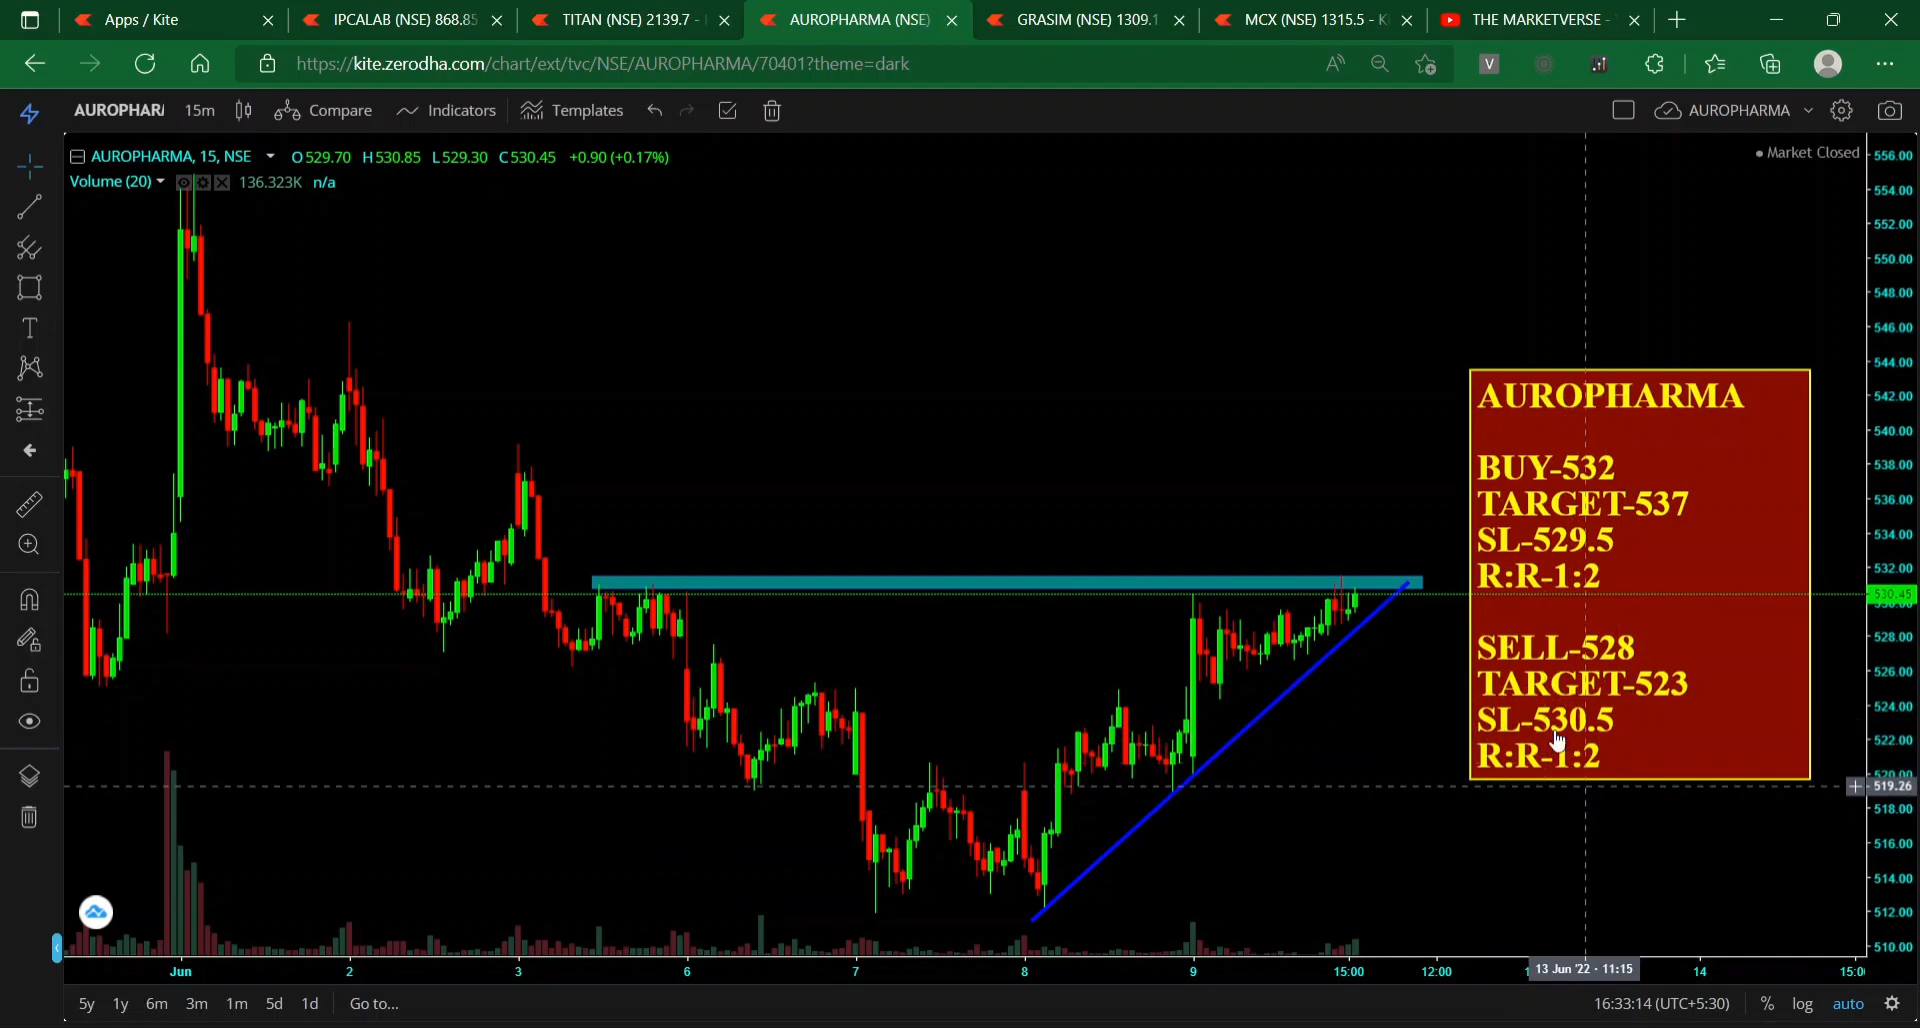 Apps / Kite
IPCALAB (NSE) 868.85
TITAN (NSE) 2139.7 -
AUROPHARMA (NSE)
GRASIM (NSE) 1309.1
MCX (NSE) 1315.5 - K
THE MARKETVERSE -
https://kite.zerodha.com/chart/ext/tvc/NSE/AUROPHARMA/70401?theme=dark
V
AUROPHAR
15m
Compare
Indicators
Templates
AUROPHARMA
AUROPHARMA, 15, NSE
O529.70 H530.85 L529.30 C530.45 +0.90 (+0.17%)
Market Closed
Volume (20)
136.323K n/a
556.00
554.00
552.00
550.00
548.00
546.00
544.00
542.00
540.00
538.00
536.00
534.00
532.00
530.45
528.00
526.00
524.00
522.00
520.00
519.26
518.00
516.00
514.00
512.00
510.00
AUROPHARMA
BUY-532
TARGET-537
SL-529.5
R:R-1:2
SELL-528
TARGET-523
SL-530.5
R:R-1:2
Jun
2
3
6
7
8
9
15:00
12:00
13 Jun '22 · 11:15
14
15:0
5y 1y 6m 3m 1m 5d 1d Go to...
16:33:14 (UTC+5:30) % log auto